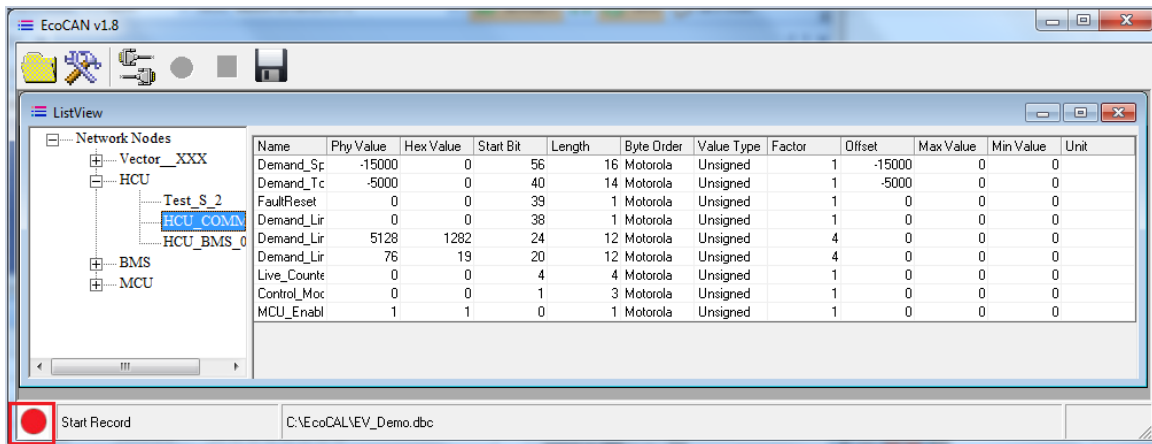 EcoCAN v1.8
ListView
Network Nodes
Vector__XXX
HCU
Test_S_2
HCU_COMM
HCU_BMS_0
BMS
MCU
Name Phy Value Hex Value Start Bit Length Byte Order Value Type Factor Offset Max Value Min Value Unit
Demand_Sp -15000 0 56 16 Motorola Unsigned 1 -15000 0 0
Demand_Tc -5000 0 40 14 Motorola Unsigned 1 -5000 0 0
FaultReset 0 0 39 1 Motorola Unsigned 1 0 0 0
Demand_Lir 0 0 38 1 Motorola Unsigned 1 0 0 0
Demand_Lir 5128 1282 24 12 Motorola Unsigned 4 0 0 0
Demand_Lir 76 19 20 12 Motorola Unsigned 4 0 0 0
Live_Counte 0 0 4 4 Motorola Unsigned 1 0 0 0
Control_Moc 0 0 1 3 Motorola Unsigned 1 0 0 0
MCU_Enabl 1 1 0 1 Motorola Unsigned 1 0 0 0
Start Record C:\EcoCAL\EV_Demo.dbc